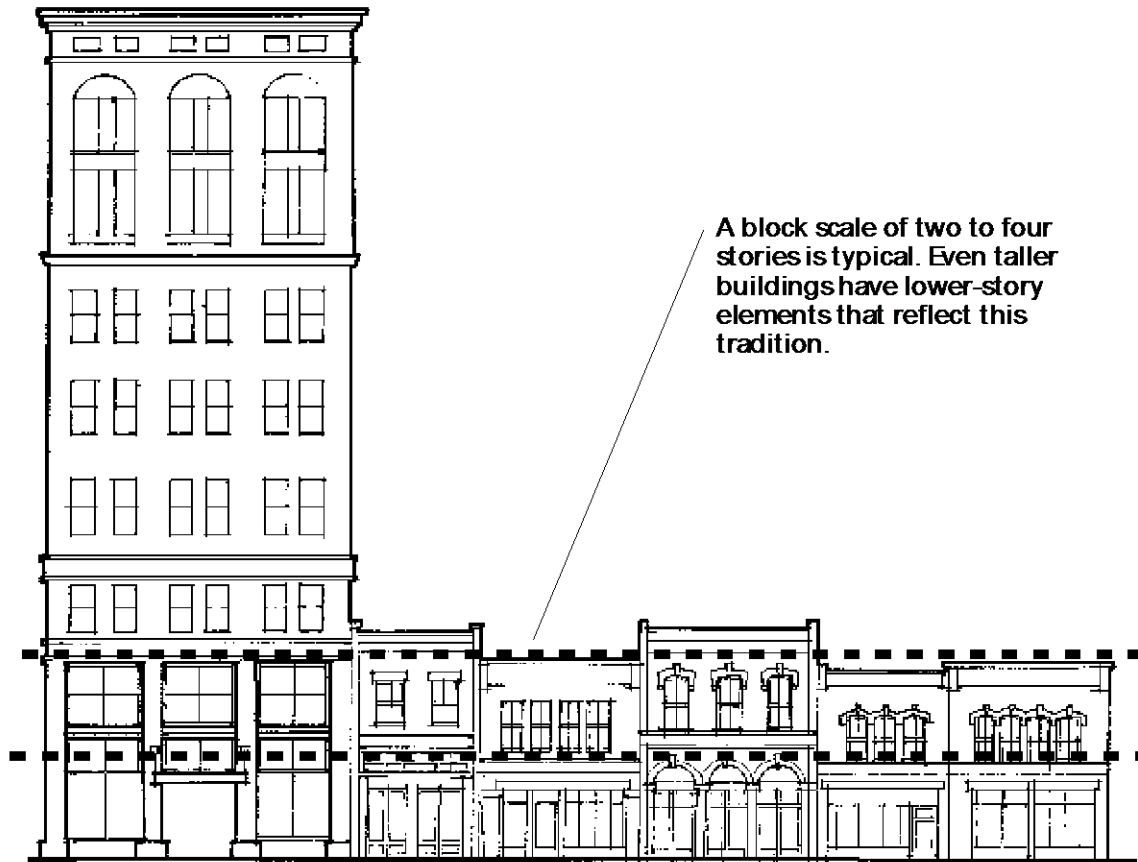 A block scale of two to four
stories is typical. Even taller
buildings have lower-story
elements that reflect this
tradition.